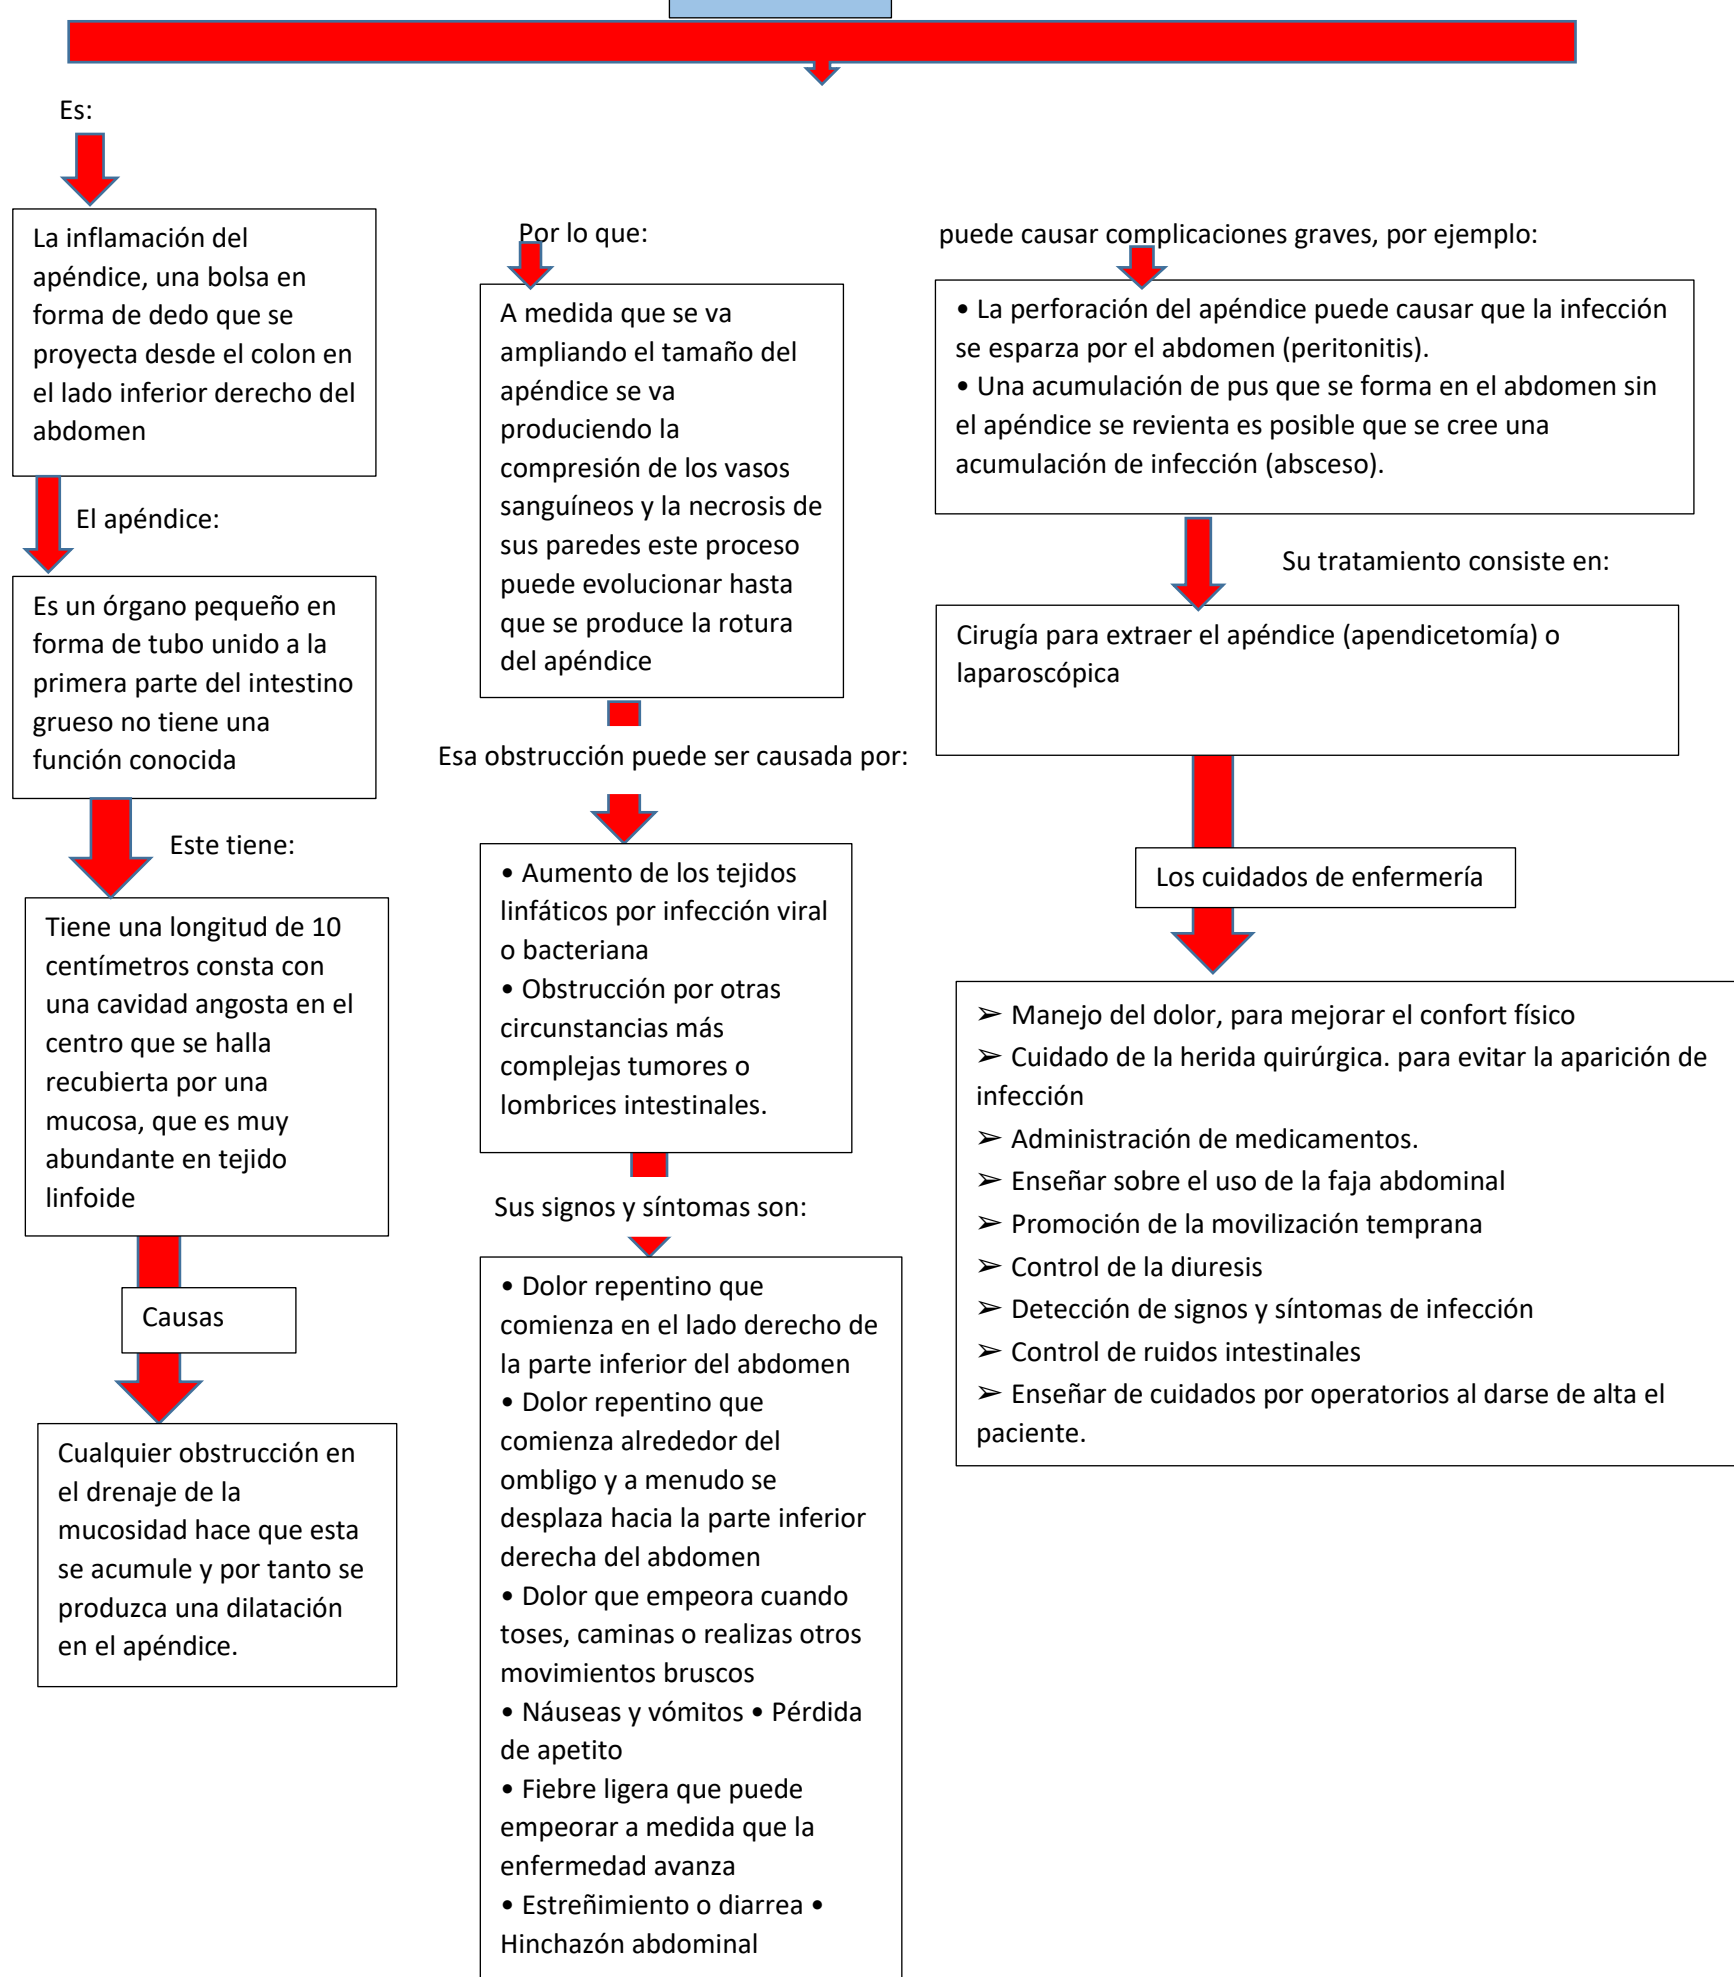 Es:
La inflamación del
apéndice, una bolsa en
forma de dedo que se
proyecta desde el colon en
el lado inferior derecho del
abdomen
El apéndice:
Es un órgano pequeño en
forma de tubo unido a la
primera parte del intestino
grueso no tiene una
función conocida
Este tiene:
Tiene una longitud de 10
centímetros consta con
una cavidad angosta en el
centro que se halla
recubierta por una
mucosa, que es muy
abundante en tejido
linfoide
Causas
Cualquier obstrucción en
el drenaje de la
mucosidad hace que esta
se acumule y por tanto se
produzca una dilatación
en el apéndice.
Por lo que:
A medida que se va
ampliando el tamaño del
apéndice se va
produciendo la
compresión de los vasos
sanguíneos y la necrosis de
sus paredes este proceso
puede evolucionar hasta
que se produce la rotura
del apéndice
Esa obstrucción puede ser causada por:
• Aumento de los tejidos
linfáticos por infección viral
o bacteriana
• Obstrucción por otras
circunstancias más
complejas tumores o
lombrices intestinales.
Sus signos y síntomas son:
• Dolor repentino que
comienza en el lado derecho de
la parte inferior del abdomen
• Dolor repentino que
comienza alrededor del
ombligo y a menudo se
desplaza hacia la parte inferior
derecha del abdomen
• Dolor que empeora cuando
toses, caminas o realizas otros
movimientos bruscos
• Náuseas y vómitos • Pérdida
de apetito
• Fiebre ligera que puede
empeorar a medida que la
enfermedad avanza
• Estreñimiento o diarrea •
Hinchazón abdominal
puede causar complicaciones graves, por ejemplo:
• La perforación del apéndice puede causar que la infección
se esparza por el abdomen (peritonitis).
• Una acumulación de pus que se forma en el abdomen sin
el apéndice se revienta es posible que se cree una
acumulación de infección (absceso).
Su tratamiento consiste en:
Cirugía para extraer el apéndice (apendicetomía) o
laparoscópica
Los cuidados de enfermería
➢ Manejo del dolor, para mejorar el confort físico
➢ Cuidado de la herida quirúrgica. para evitar la aparición de
infección
➢ Administración de medicamentos.
➢ Enseñar sobre el uso de la faja abdominal
➢ Promoción de la movilización temprana
➢ Control de la diuresis
➢ Detección de signos y síntomas de infección
➢ Control de ruidos intestinales
➢ Enseñar de cuidados por operatorios al darse de alta el
paciente.